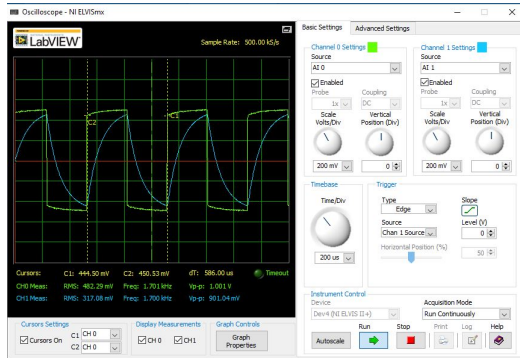 Oscilloscope - NI ELVISmx
LabVIEW
Sample Rate: 500.00 kS/s
C2
C1
Cursors: C1: 444.50 mV C2: 450.53 mV dT: 586.00 us Timeout
CH0 Meas: RMS: 482.29 mV Freq: 1.701 kHz Vp-p: 1.001 V
CH1 Meas: RMS: 317.08 mV Freq: 1.700 kHz Vp-p: 901.04 mV
Cursors Settings
Cursors On
C1 CH 0
C2 CH 0
Display Measurements
CH 0 CH1
Graph Controls
Graph
Properties
Basic Settings Advanced Settings
Channel 0 Settings
Source
AI 0
Enabled
Probe Coupling
1x DC
Scale Vertical
Volts/Div Position (Div)
200 mV 0
Channel 1 Settings
Source
AI 1
Enabled
Probe Coupling
1x DC
Scale Vertical
Volts/Div Position (Div)
200 mV 0
Timebase
Time/Div
200 us
Trigger
Type Slope
Edge
Source Level (V)
Chan 1 Source 0
Horizontal Position (%)
50
Instrument Control
Device Acquisition Mode
Dev4 (NI ELVIS II+) Run Continuously
Run Stop Print Log Help
Autoscale